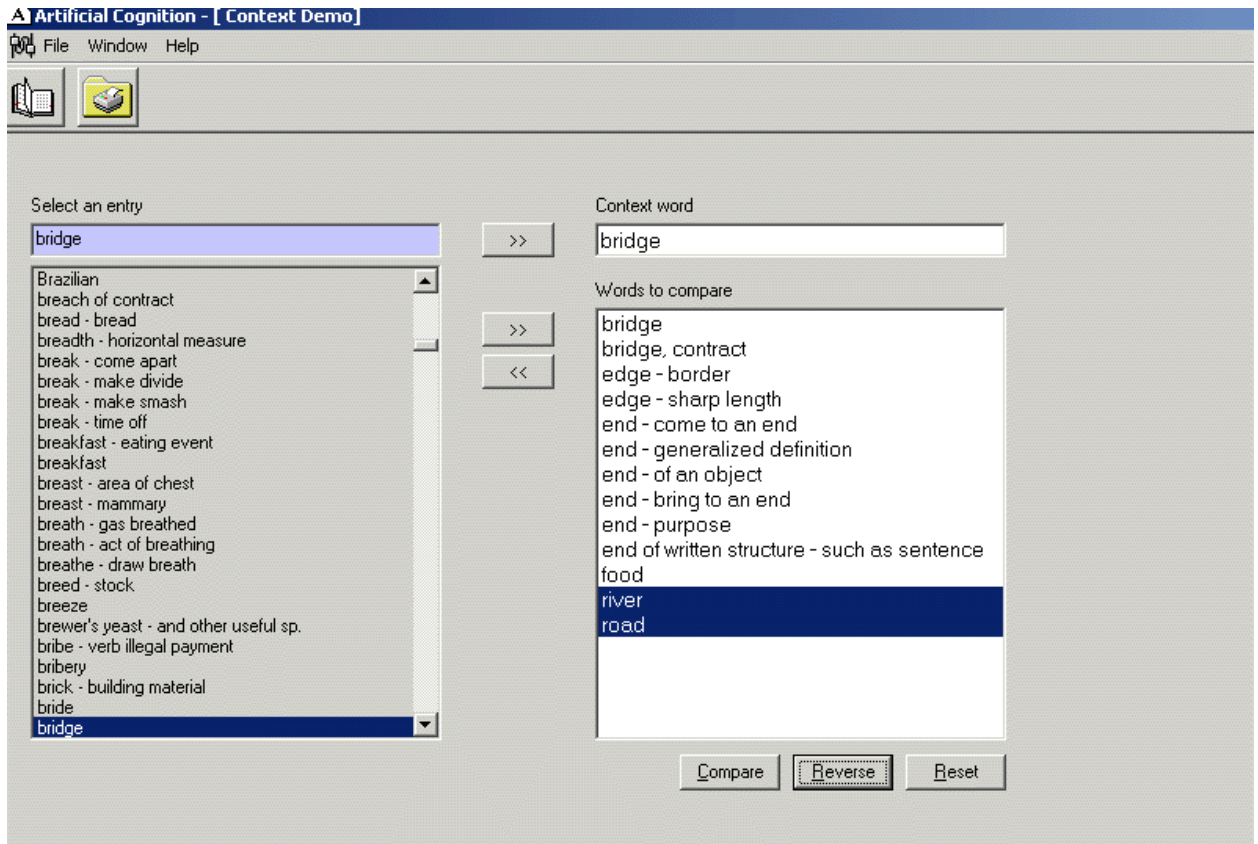 Artificial Cognition - [ Context Demo]
File Window Help
Select an entry
bridge
>>
Context word
bridge
Brazilian
breach of contract
bread - bread
breadth - horizontal measure
break - come apart
break - make divide
break - make smash
break - time off
breakfast - eating event
breakfast
breast - area of chest
breast - mammary
breath - gas breathed
breath - act of breathing
breathe - draw breath
breed - stock
breeze
brewer's yeast - and other useful sp.
bribe - verb illegal payment
bribery
brick - building material
bride
bridge
>>
<<
Words to compare
bridge
bridge, contract
edge - border
edge - sharp length
end - come to an end
end - generalized definition
end - of an object
end - bring to an end
end - purpose
end of written structure - such as sentence
food
river
road
Compare
Reverse
Reset